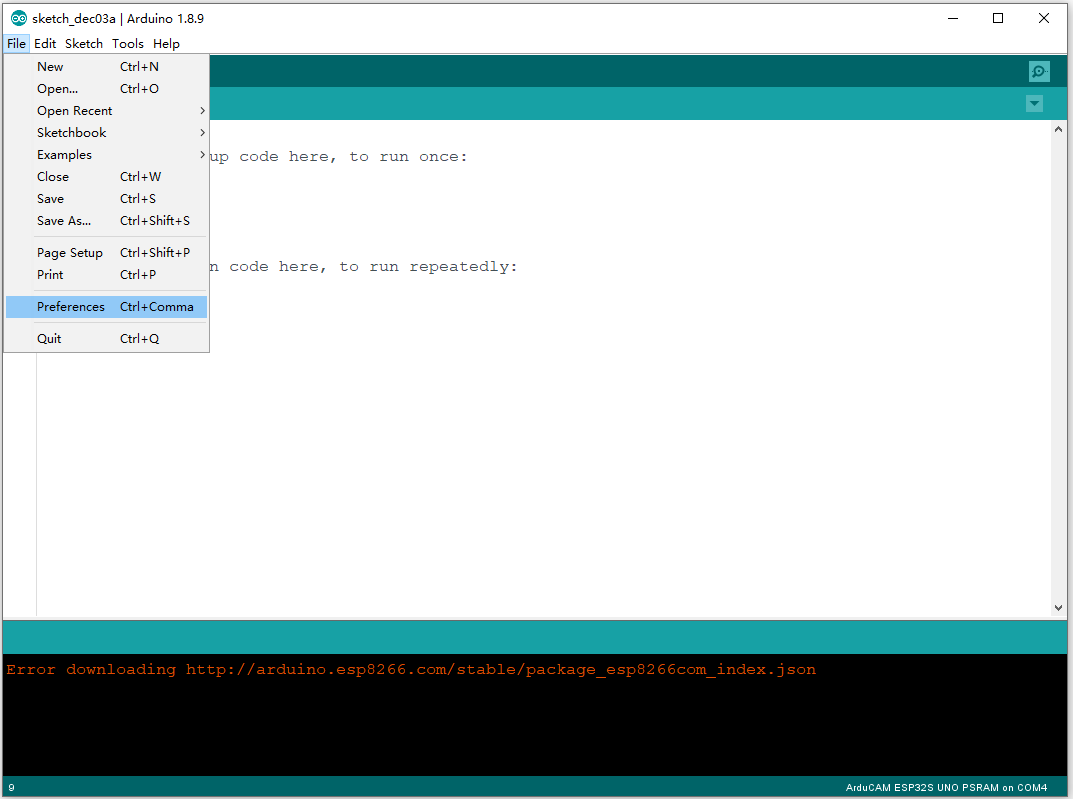 sketch_dec03a | Arduino 1.8.9
File Edit Sketch Tools Help
New Ctrl+N
Open... Ctrl+O
Open Recent
Sketchbook
Examples
Close Ctrl+W
Save Ctrl+S
Save As... Ctrl+Shift+S
Page Setup Ctrl+Shift+P
Print Ctrl+P
Preferences Ctrl+Comma
Quit Ctrl+Q
up code here, to run once:
n code here, to run repeatedly:
Error downloading http://arduino.esp8266.com/stable/package_esp8266com_index.json
9 ArduCAM ESP32S UNO PSRAM on COM4